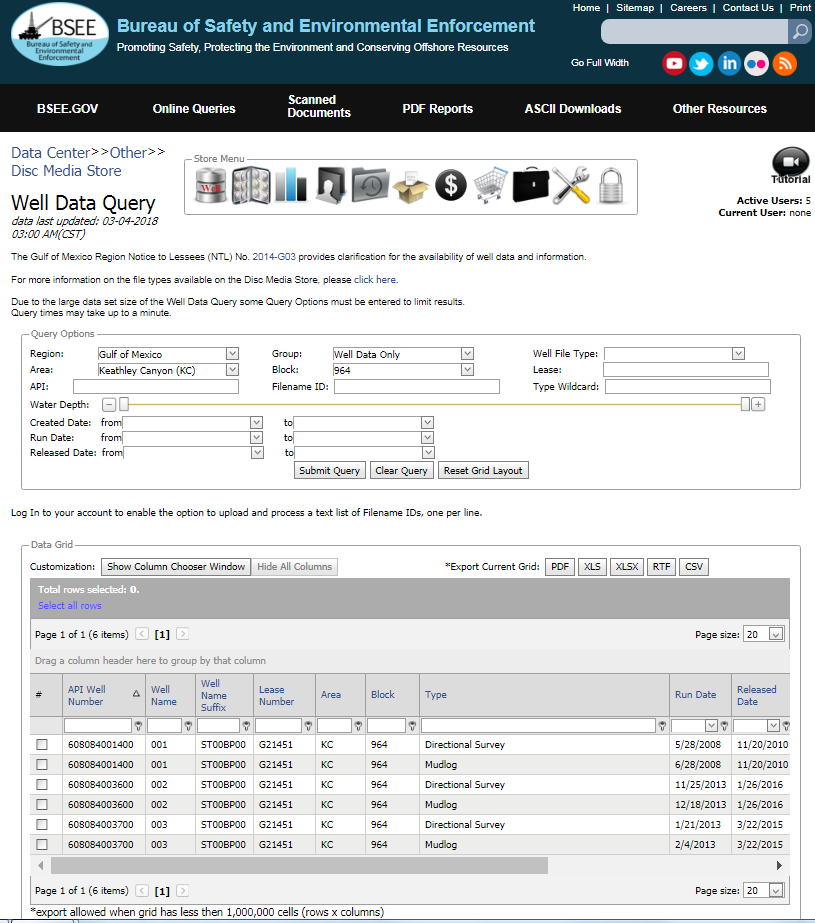 Home | Sitemap | Careers | Contact Us | Print
BSEE
Bureau of Safety and
Environmental
Enforcement
Bureau of Safety and Environmental Enforcement
Promoting Safety, Protecting the Environment and Conserving Offshore Resources
Go Full Width
BSEE.GOV
Online Queries
Scanned
Documents
PDF Reports
ASCII Downloads
Other Resources
Data Center>>Other>>
Disc Media Store
Store Menu
Well
Tutorial
Active Users: 5
Current User: none
Well Data Query
data last updated: 03-04-2018
03:00 AM(CST)
The Gulf of Mexico Region Notice to Lessees (NTL) No. 2014-G03 provides clarification for the availability of well data and information.
For more information on the file types available on the Disc Media Store, please click here.
Due to the large data set size of the Well Data Query some Query Options must be entered to limit results.
Query times may take up to a minute.
Query Options
Region: Gulf of Mexico Group: Well Data Only Well File Type:
Area: Keathley Canyon (KC) Block: 964 Lease:
API: Filename ID: Type Wildcard:
Water Depth:
Created Date: from to
Run Date: from to
Released Date: from to
Submit Query Clear Query Reset Grid Layout
Log In to your account to enable the option to upload and process a text list of Filename IDs, one per line.
Data Grid
Customization: Show Column Chooser Window Hide All Columns *Export Current Grid: PDF XLS XLSX RTF CSV
Total rows selected: 0.
Select all rows
Page 1 of 1 (6 items) < [1] > Page size: 20
Drag a column header here to group by that column
# API Well Number Well Name Well Name Suffix Lease Number Area Block Type Run Date Released Date
608084001400 001 ST00BP00 G21451 KC 964 Directional Survey 5/28/2008 11/20/2010
608084001400 001 ST00BP00 G21451 KC 964 Mudlog 6/28/2008 11/20/2010
608084003600 002 ST00BP00 G21451 KC 964 Directional Survey 11/25/2013 1/26/2016
608084003600 002 ST00BP00 G21451 KC 964 Mudlog 12/18/2013 1/26/2016
608084003700 003 ST00BP00 G21451 KC 964 Directional Survey 1/21/2013 3/22/2015
608084003700 003 ST00BP00 G21451 KC 964 Mudlog 2/4/2013 3/22/2015
Page 1 of 1 (6 items) < [1] > Page size: 20
*export allowed when grid has less then 1,000,000 cells (rows x columns)